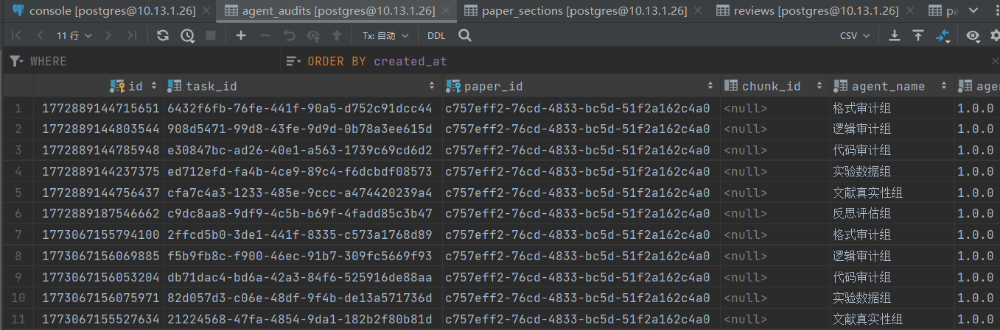 console [postgres@10.13.1.26] agent_audits [postgres@10.13.1.26] paper_sections [postgres@10.13.1.26] reviews [postgres@10.13.1.26]
11 行 Tx: 自动 DDL CSV
WHERE ORDER BY created_at
id task_id paper_id chunk_id agent_name
1 1772889144715651 6432f6fb-76fe-441f-90a5-d752c91dcc44 c757eff2-76cd-4833-bc5d-51f2a162c4a0 <null> 格式审计组 1.0.0
2 1772889144803544 908d5471-99d8-43fe-9d9d-0b78a3ee615d c757eff2-76cd-4833-bc5d-51f2a162c4a0 <null> 逻辑审计组 1.0.0
3 1772889144785948 e30847bc-ad26-40e1-a563-1739c69cd6d2 c757eff2-76cd-4833-bc5d-51f2a162c4a0 <null> 代码审计组 1.0.0
4 1772889144237375 ed712efd-fa4b-4ce9-89c4-f6dcbdf08573 c757eff2-76cd-4833-bc5d-51f2a162c4a0 <null> 实验数据组 1.0.0
5 1772889144756437 cfa7c4a3-1233-485e-9ccc-a474420239a4 c757eff2-76cd-4833-bc5d-51f2a162c4a0 <null> 文献真实性组 1.0.0
6 1772889187546662 c9dc8aa8-9df9-4c5b-b69f-4fadd85c3b47 c757eff2-76cd-4833-bc5d-51f2a162c4a0 <null> 反思评估组 1.0.0
7 1773067155794100 2ffcd5b0-3de1-441f-8335-c573a1768d89 c757eff2-76cd-4833-bc5d-51f2a162c4a0 <null> 格式审计组 1.0.0
8 1773067156069885 f5b9fb8c-f900-46ec-91b7-309fc5669f93 c757eff2-76cd-4833-bc5d-51f2a162c4a0 <null> 逻辑审计组 1.0.0
9 1773067156053204 db71dac4-bd6a-42a3-84f6-525916de88aa c757eff2-76cd-4833-bc5d-51f2a162c4a0 <null> 代码审计组 1.0.0
10 1773067156075971 82d057d3-c06e-48df-9f4b-de13a571736d c757eff2-76cd-4833-bc5d-51f2a162c4a0 <null> 实验数据组 1.0.0
11 1773067155527634 21224568-47fa-4854-9da1-182b2f80b81d c757eff2-76cd-4833-bc5d-51f2a162c4a0 <null> 文献真实性组 1.0.0